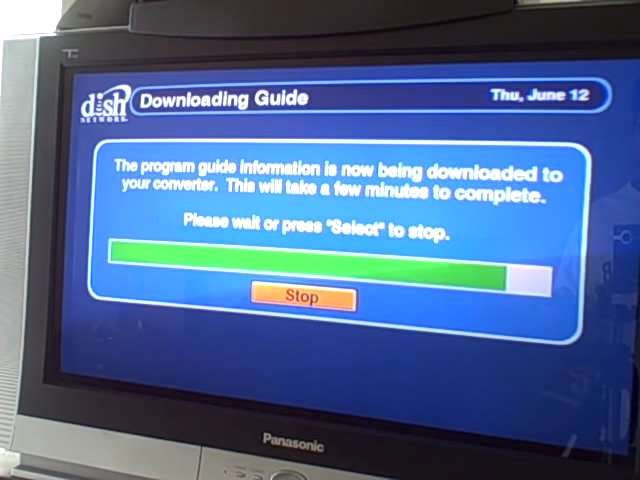 dish
NETWORK
Downloading Guide
Thu, June 12
The program guide information is now being downloaded to
your converter. This will take a few minutes to complete.
Please wait or press "Select" to stop.
Stop
Panasonic